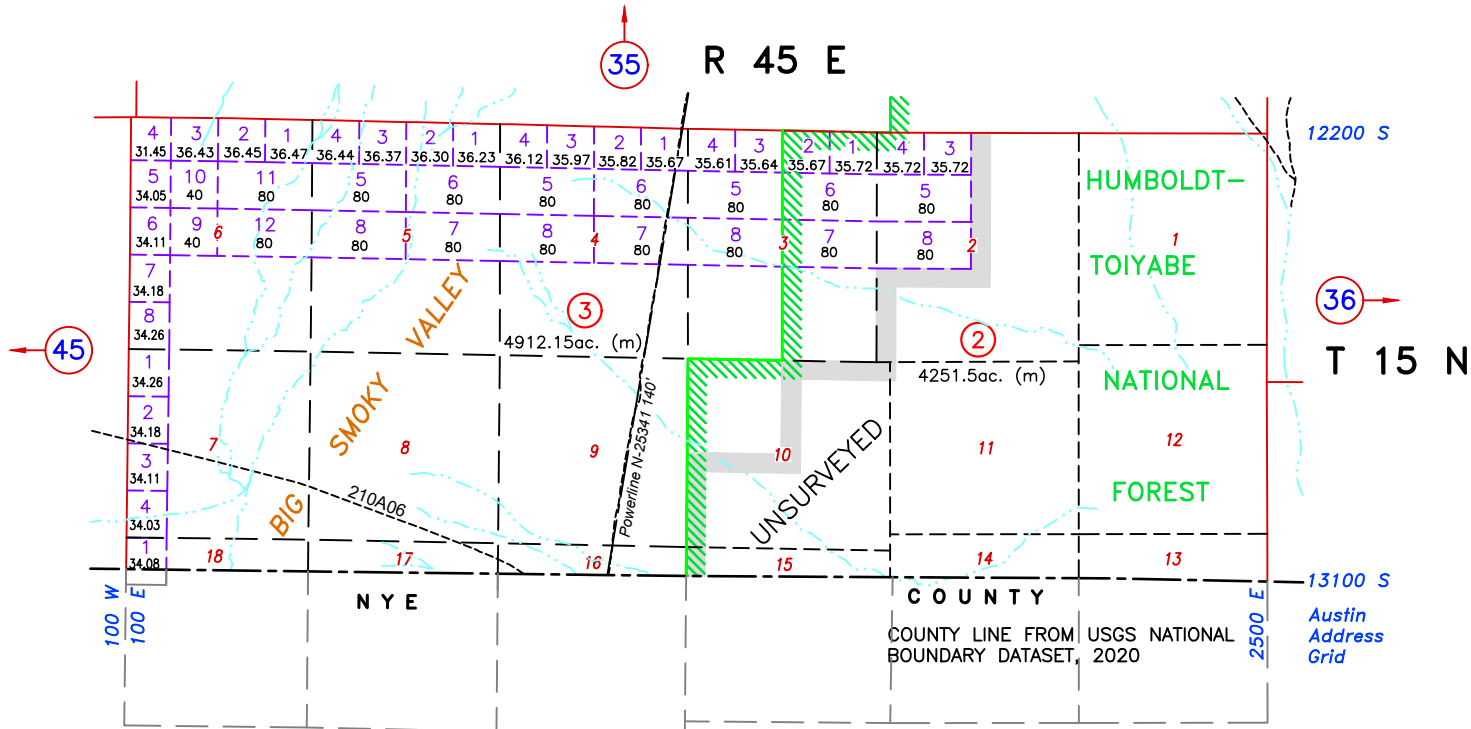 35
R 45 E
12200 S
4 3 2 1 4 3 2 1 4 3 2 1 4 3 2 1 4 3
31.45 36.43 36.45 36.47 36.44 36.37 36.30 36.23 36.12 35.97 35.82 35.67 35.61 35.64 35.67 35.72 35.72 35.72
5 10 11 5 6 5 6 5 6 5
34.05 40 80 80 80 80 80 80 80 80
HUMBOLDT-
6 9 12 8 7 8 7 8 7 8
6 5 4 3 2 1
34.11 40 80 80 80 80 80 80 80 80
TOIYABE
7
34.18
VALLEY
36
8
34.26
3
4912.15ac. (m)
2
4251.5ac. (m)
45
T 15 N
1
34.26
NATIONAL
2
34.18
SMOKY
Powerline N-25341 140'
UNSURVEYED
7 8 9 10 11 12
3
34.11
210A06
FOREST
4
34.03
BIG
1
34.08
18 17 16 15 14 13
13100 S
NYE COUNTY
100 W
100 E
2500 E
COUNTY LINE FROM USGS NATIONAL
BOUNDARY DATASET, 2020
Austin
Address
Grid